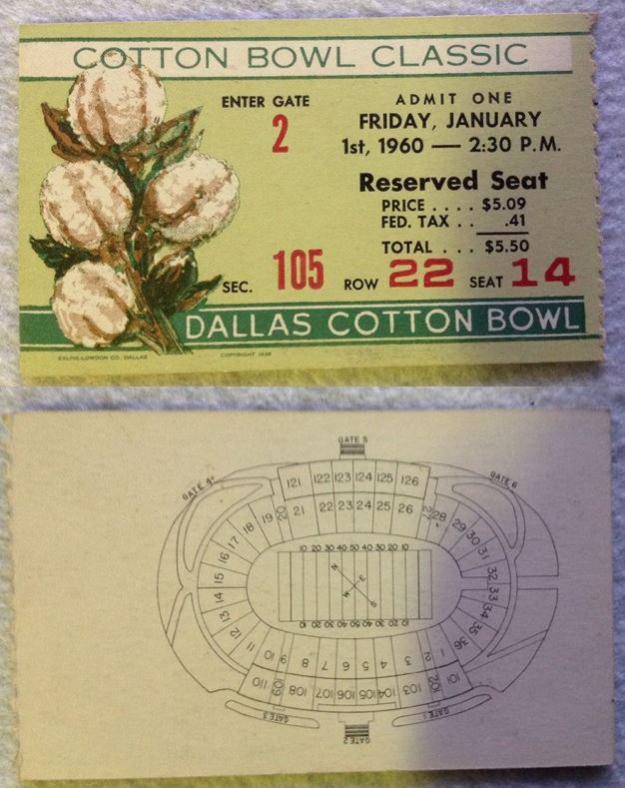 COTTON BOWL CLASSIC
ENTER GATE
2
ADMIT ONE
FRIDAY, JANUARY
1st, 1960 — 2:30 P.M.
Reserved Seat
PRICE . . . . $5.09
FED. TAX . . .41
TOTAL . . . $5.50
SEC. 105 ROW 22 SEAT 14
DALLAS COTTON BOWL
COPYRIGHT
GATE 5
GATE 6
121 122 123 124 125 126
19 20 21 22 23 24 25 26 28 29
18
17
16
15
14
13
12
11
30
31
32
33
34
35
36
10 20 30 40 50 40 30 20 10
N
E
10 20 30 40 50 40 30 20 10
10 9 8 7 6 5 4 3 2 1
110 109 108 107 106 105 104 103 102 101
GATE 3
GATE 2
GATE 1